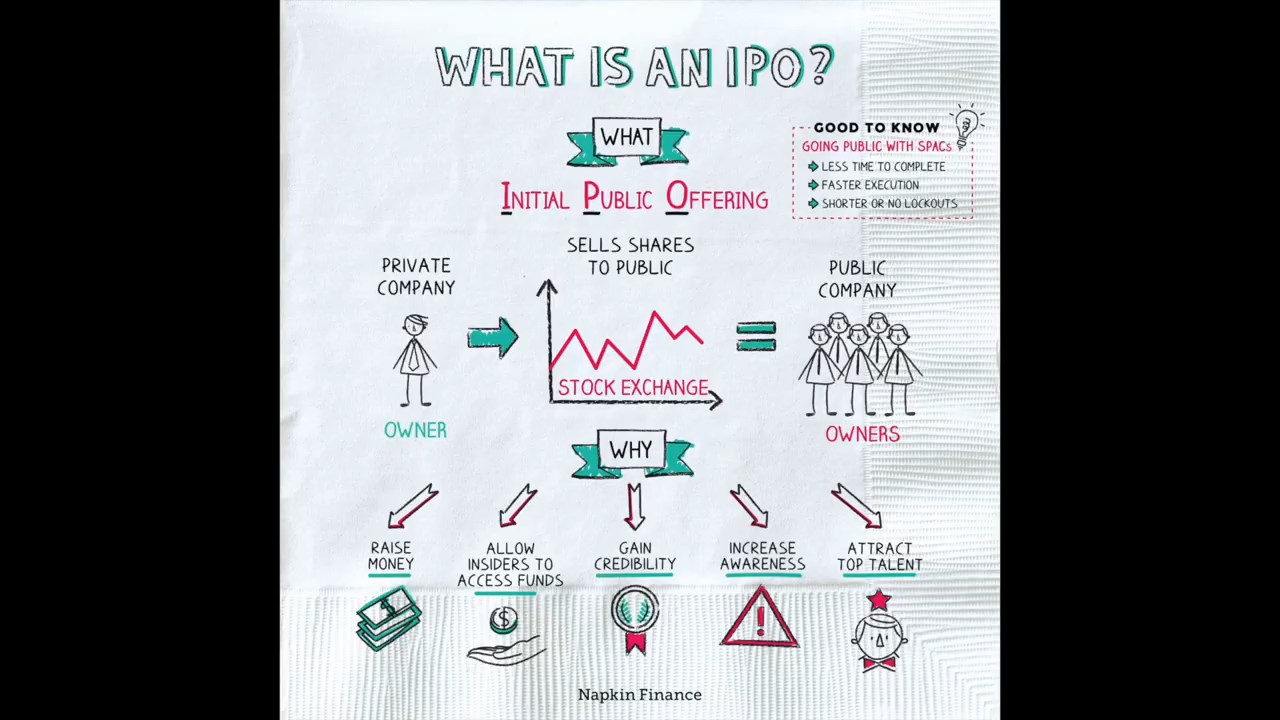 WHAT IS AN IPO?
WHAT
INITIAL PUBLIC OFFERING
GOOD TO KNOW
GOING PUBLIC WITH SPACs
LESS TIME TO COMPLETE
FASTER EXECUTION
SHORTER OR NO LOCKOUTS
PRIVATE
COMPANY
OWNER
SELLS SHARES
TO PUBLIC
STOCK EXCHANGE
PUBLIC
COMPANY
OWNERS
WHY
RAISE
MONEY
ALLOW
INSIDERS TO
ACCESS FUNDS
$
GAIN
CREDIBILITY
INCREASE
AWARENESS
!
ATTRACT
TOP TALENT
Napkin Finance